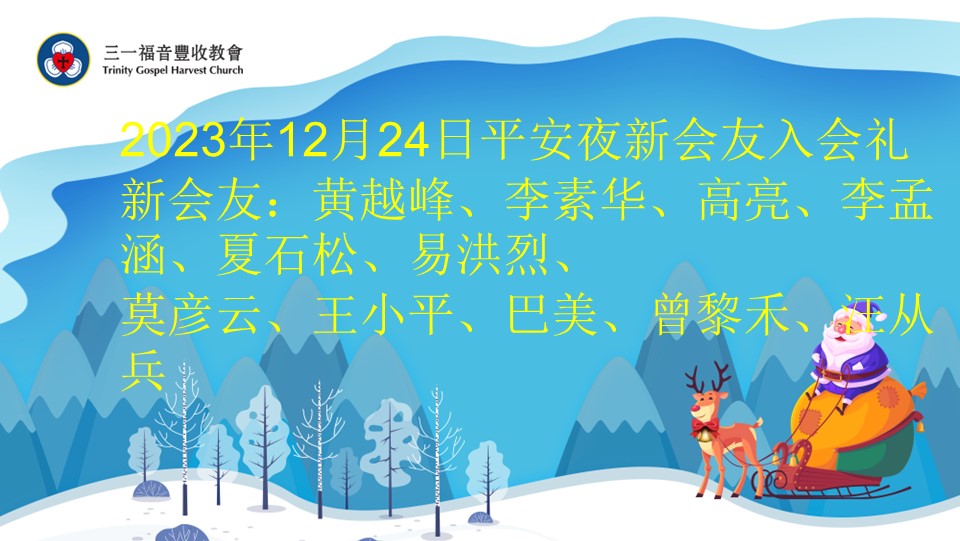 三一福音豐收教會
Trinity Gospel Harvest Church
2023年12月24日平安夜新会友入会礼
新会友：黄越峰、李素华、高亮、李孟
涵、夏石松、易洪烈、
莫彦云、王小平、巴美、曾黎禾、汪从
兵